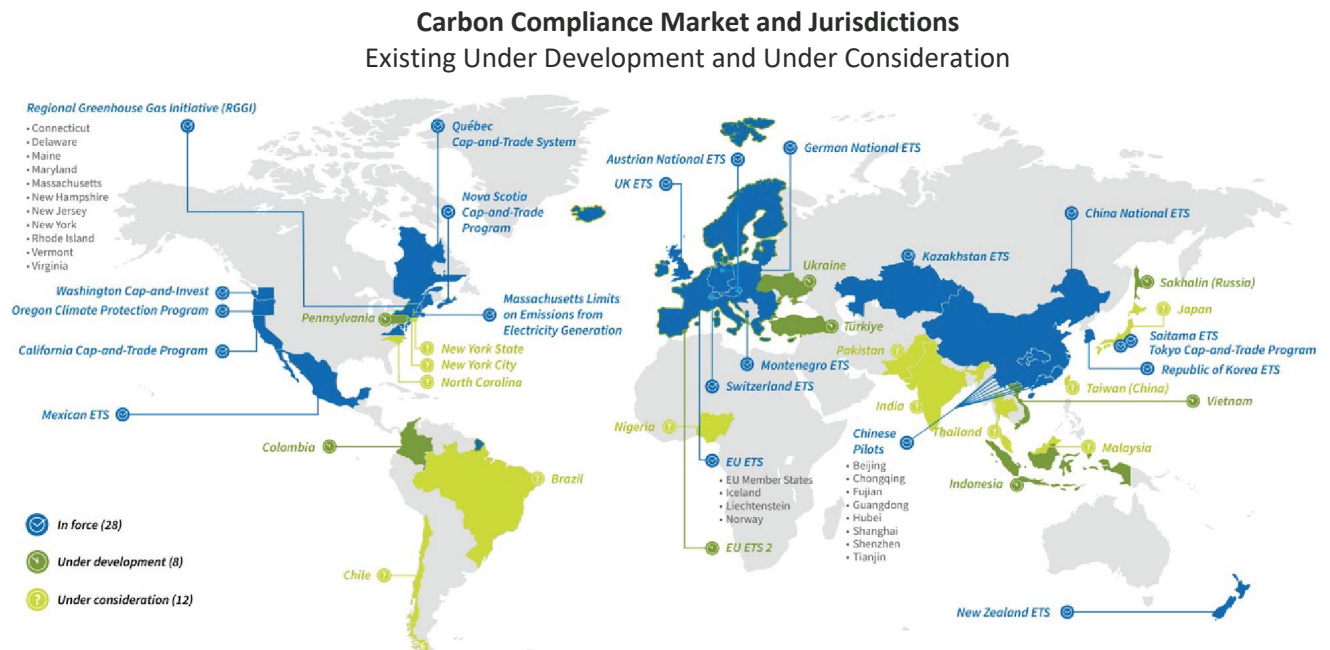 Carbon Compliance Market and Jurisdictions
Existing Under Development and Under Consideration
Regional Greenhouse Gas Initiative (RGGI)
• Connecticut
• Delaware
• Maine
• Maryland
• Massachusetts
• New Hampshire
• New Jersey
• New York
• Rhode Island
• Vermont
• Virginia
Washington Cap-and-Invest
Oregon Climate Protection Program
California Cap-and-Trade Program
Mexican ETS
Québec
Cap-and-Trade System
Nova Scotia
Cap-and-Trade
Program
Massachusetts Limits
on Emissions from
Electricity Generation
Pennsylvania
New York State
New York City
North Carolina
Colombia
Brazil
Chile
Austrian National ETS
German National ETS
UK ETS
Ukraine
Türkiye
Montenegro ETS
Switzerland ETS
Nigeria
EU ETS
• EU Member States
• Iceland
• Liechtenstein
• Norway
EU ETS 2
Kazakhstan ETS
China National ETS
Sakhalin (Russia)
Japan
Saitama ETS
Tokyo Cap-and-Trade Program
Republic of Korea ETS
Pakistan
India
Taiwan (China)
Vietnam
Thailand
Malaysia
Indonesia
Chinese
Pilots
• Beijing
• Chongqing
• Fujian
• Guangdong
• Hubei
• Shanghai
• Shenzhen
• Tianjin
New Zealand ETS
In force (28)
Under development (8)
? Under consideration (12)